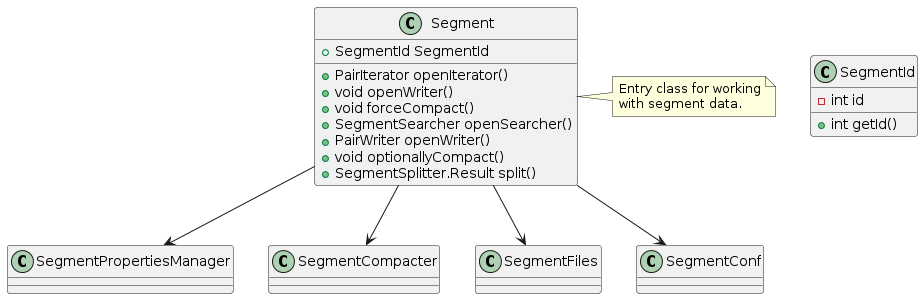 C Segment
SegmentId SegmentId
PairIterator openIterator()
void openWriter()
void forceCompact()
SegmentSearcher openSearcher()
PairWriter openWriter()
void optionallyCompact()
SegmentSplitter.Result split()
Entry class for working
with segment data.
C SegmentId
int id
int getId()
C SegmentPropertiesManager
C SegmentCompacter
C SegmentFiles
C SegmentConf